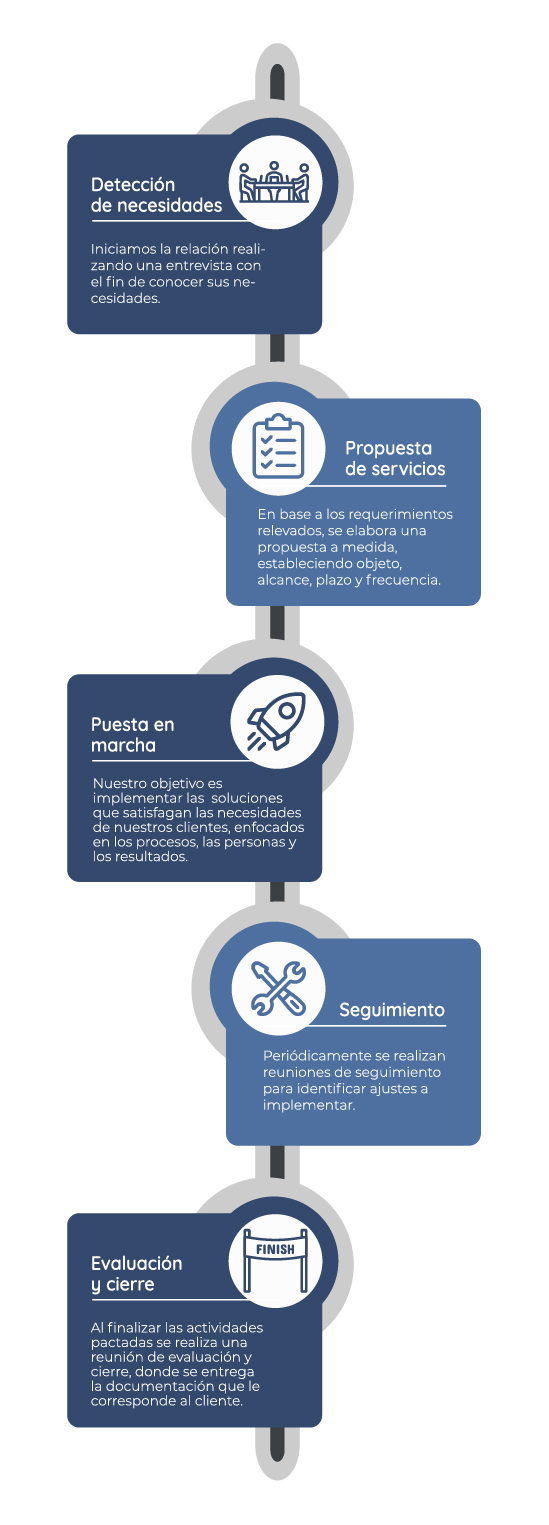 Detección
de necesidades
Iniciamos la relación reali-
zando una entrevista con
el fin de conocer sus ne-
cesidades.
Propuesta
de servicios
En base a los requerimientos
relevados, se elabora una
propuesta a medida,
estableciendo objeto,
alcance, plazo y frecuencia.
Puesta en
marcha
Nuestro objetivo es
implementar las  soluciones
que satisfagan las necesidades
de nuestros clientes, enfocados
en los procesos, las personas y
los resultados.
Seguimiento
Periódicamente se realizan
reuniones de seguimiento
para identificar ajustes a
implementar.
FINISH
Evaluación
y cierre
Al finalizar las actividades
pactadas se realiza una
reunión de evaluación y
cierre, donde se entrega
la documentación que le
corresponde al cliente.